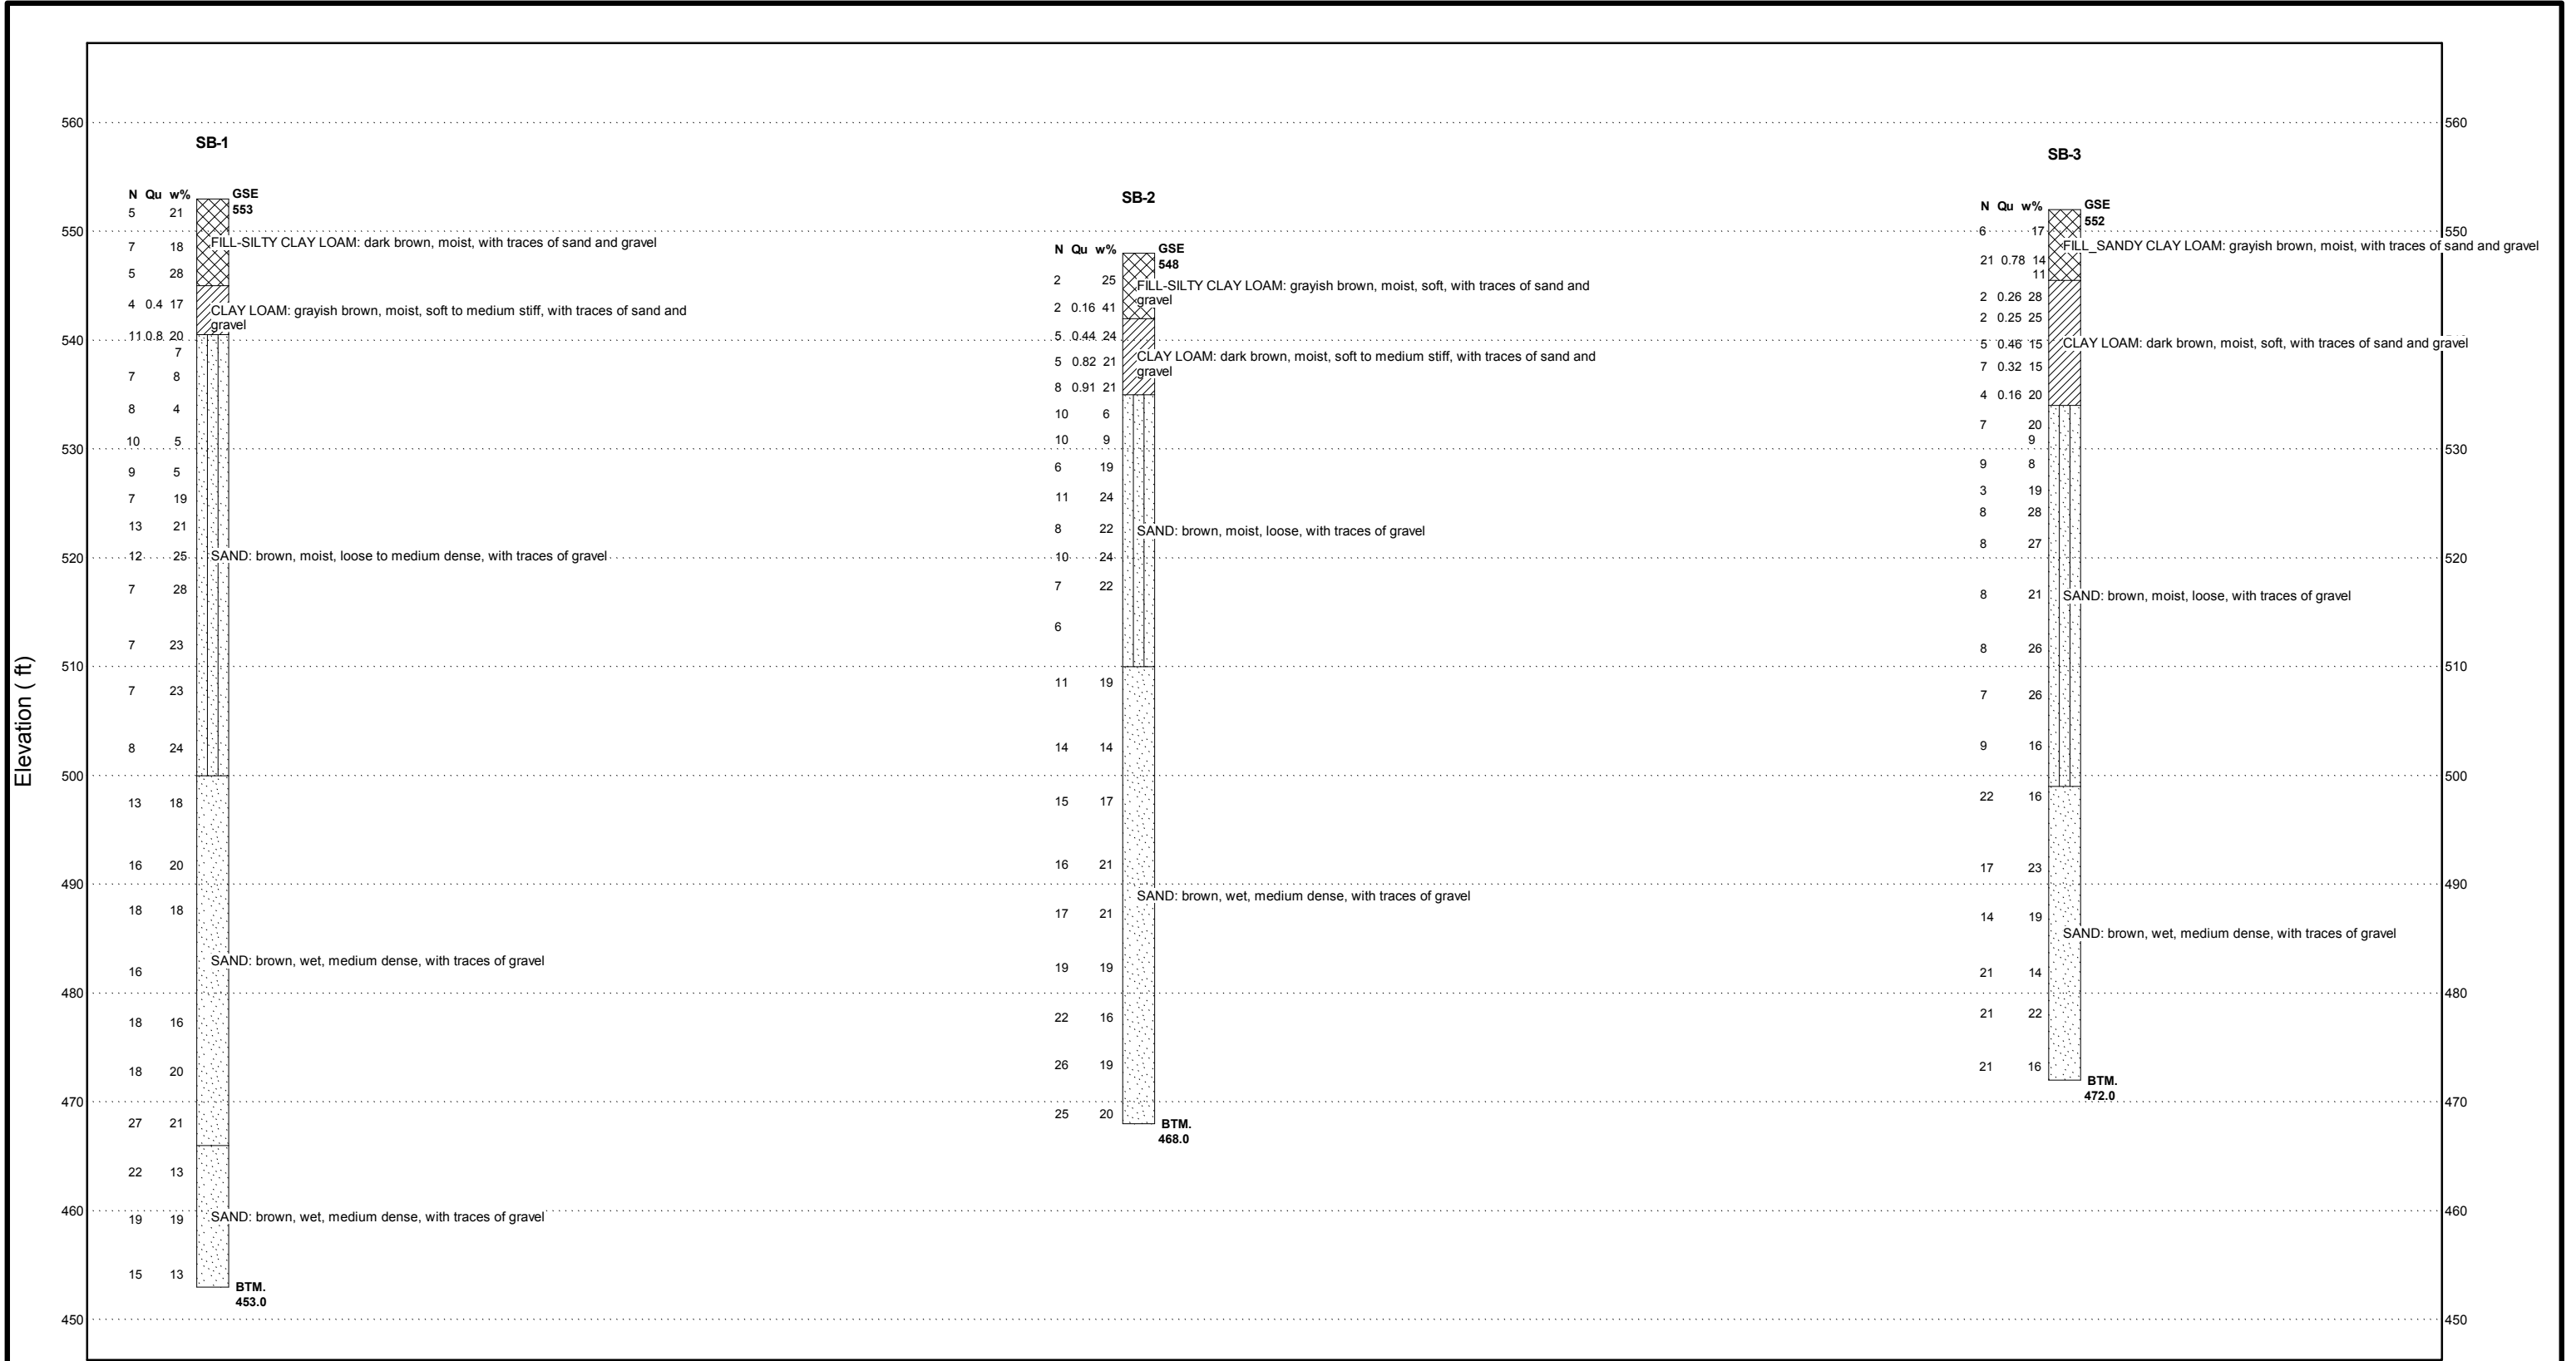 Elevation ( ft)
560
550
540
530
520
510
500
490
480
470
460
450
SB-1
N Qu w%
GSE
553
5 21
7 18
5 28
4 0.4 17
11 0.8 20
7
7 8
8 4
10 5
9 5
7 19
13 21
12 25
7 28
7 23
7 23
8 24
13 18
16 20
18 18
16
18 16
18 20
27 21
22 13
19 19
15 13
FILL-SILTY CLAY LOAM: dark brown, moist, with traces of sand and gravel
CLAY LOAM: grayish brown, moist, soft to medium stiff, with traces of sand and
gravel
SAND: brown, moist, loose to medium dense, with traces of gravel
SAND: brown, wet, medium dense, with traces of gravel
SAND: brown, wet, medium dense, with traces of gravel
BTM.
453.0
SB-2
N Qu w%
GSE
548
2 25
2 0.16 41
5 0.44 24
5 0.82 21
8 0.91 21
10 6
10 9
6 19
11 24
8 22
10 24
7 22
6
11 19
14 14
15 17
16 21
17 21
19 19
22 16
26 19
25 20
FILL-SILTY CLAY LOAM: grayish brown, moist, soft, with traces of sand and
gravel
CLAY LOAM: dark brown, moist, soft to medium stiff, with traces of sand and
gravel
SAND: brown, moist, loose, with traces of gravel
SAND: brown, wet, medium dense, with traces of gravel
BTM.
468.0
SB-3
N Qu w%
GSE
552
6 17
21 0.78 14
11
2 0.26 28
2 0.25 25
5 0.46 15
7 0.32 15
4 0.16 20
7 20
9
9 8
3 19
8 28
8 27
8 21
8 26
7 26
9 16
22 16
17 23
14 19
21 14
21 22
21 16
FILL_SANDY CLAY LOAM: grayish brown, moist, with traces of sand and gravel
CLAY LOAM: dark brown, moist, soft, with traces of sand and gravel
SAND: brown, moist, loose, with traces of gravel
SAND: brown, wet, medium dense, with traces of gravel
BTM.
472.0
560
550
530
520
510
500
490
480
470
460
450